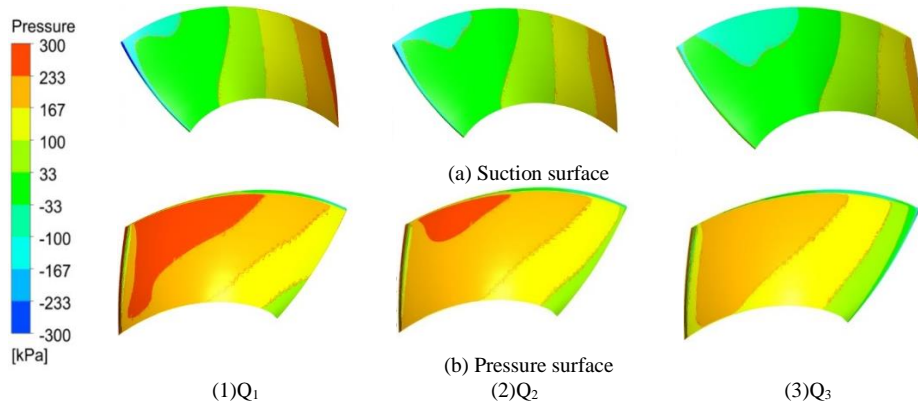 Pressure
300
233
167
100
33
-33
-100
-167
-233
-300
[kPa]
(a) Suction surface
(b) Pressure surface
(1)Q₁ (2)Q₂ (3)Q₃